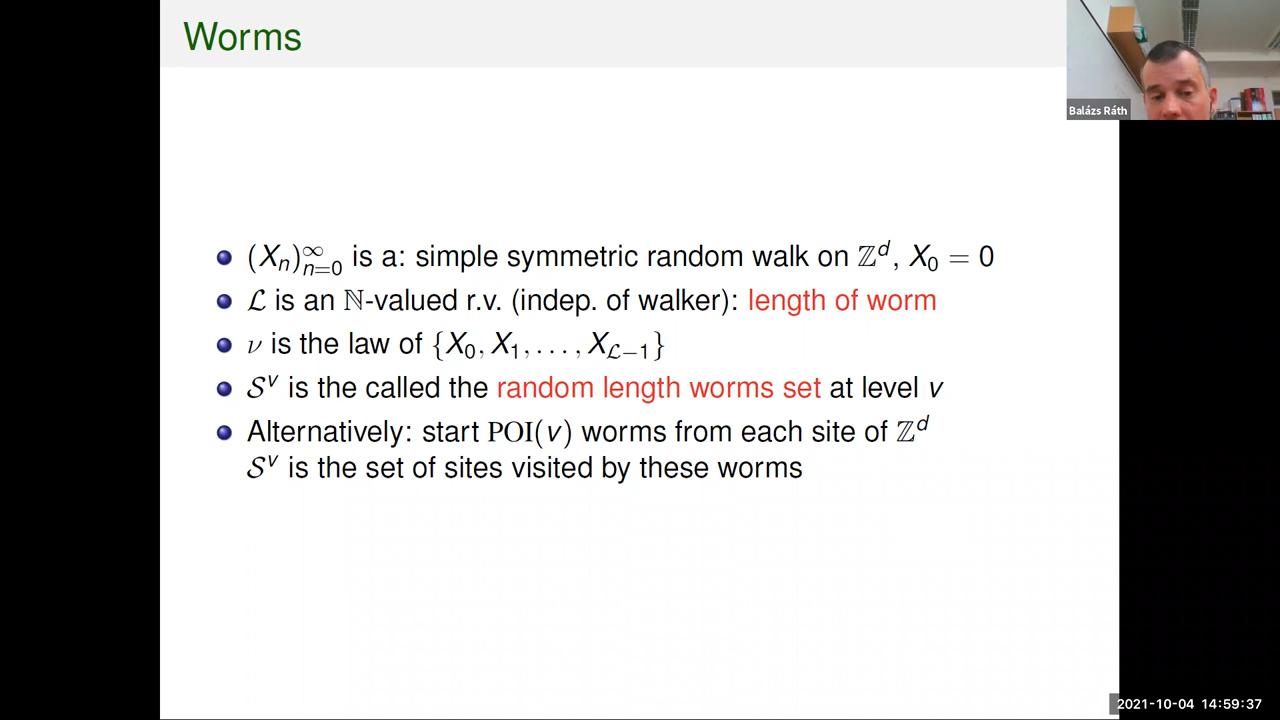 Worms
Balázs Ráth
(Xₙ)ₙ₌₀^∞ is a: simple symmetric random walk on ℤᵈ, X₀ = 0
ℒ is an ℕ-valued r.v. (indep. of walker): length of worm
ν is the law of {X₀, X₁, . . . , X_{ℒ−1}}
𝒮ᵛ is the called the random length worms set at level v
Alternatively: start POI(v) worms from each site of ℤᵈ
𝒮ᵛ is the set of sites visited by these worms
2021-10-04 14:59:37